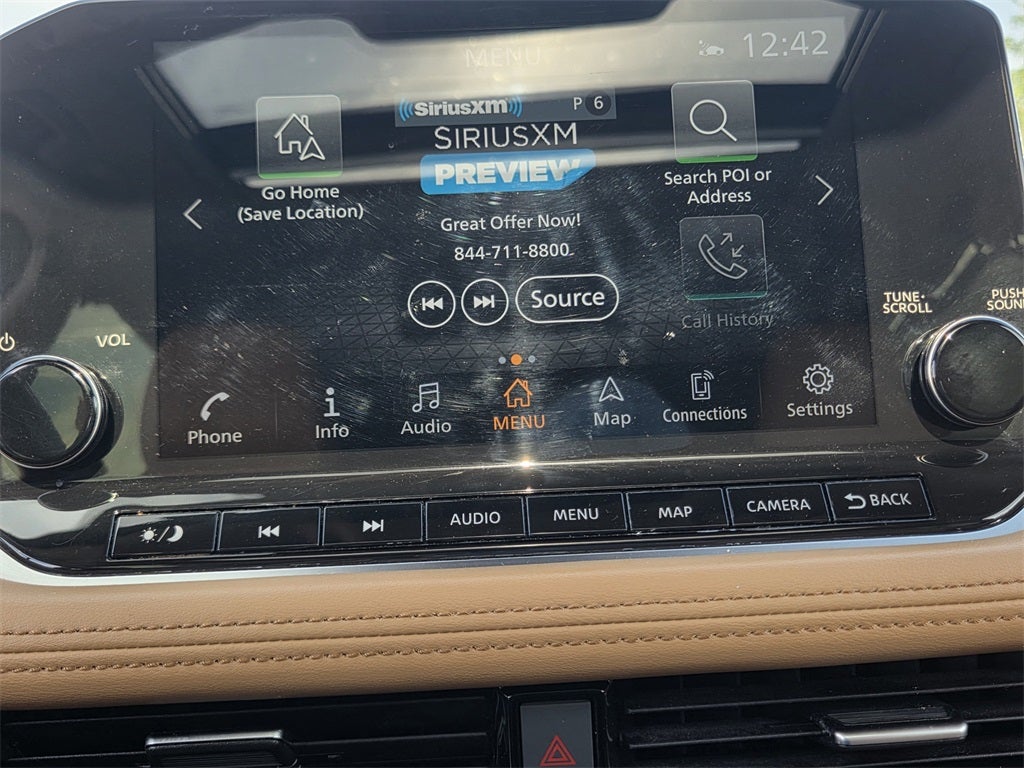 MENU
12:42
SiriusXM
P 6
SIRIUSXM
PREVIEW
Go Home
(Save Location)
Great Offer Now!
844-711-8800
Source
Search POI or
Address
Call History
VOL
TUNE•
SCROLL
PUSH
Phone
Info
Audio
MENU
Map
Connections
Settings
AUDIO
MENU
MAP
CAMERA
BACK